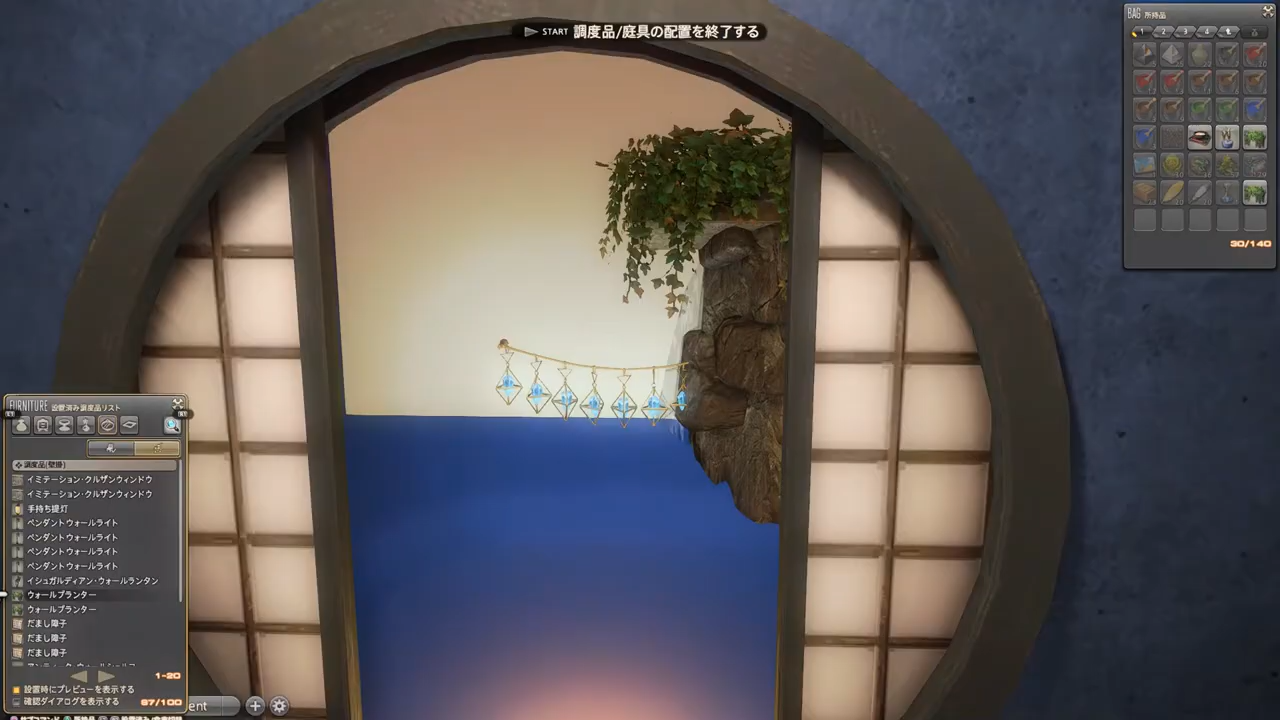 START 調度品/庭具の配置を終了する
BAG 所持品
1 2 3 4
30/140
FURNITURE 設置済み調度品リスト
調度品(壁掛)
イミテーション・クルザンウィンドウ
イミテーション・クルザンウィンドウ
手持ち提灯
ペンダントウォールライト
ペンダントウォールライト
ペンダントウォールライト
ペンダントウォールライト
イシュガルディアン・ウォールランタン
ウォールプランター
ウォールプランター
だまし障子
だまし障子
だまし障子
1-20
設置時にプレビューを表示する
確認ダイアログを表示する 87/100
ent